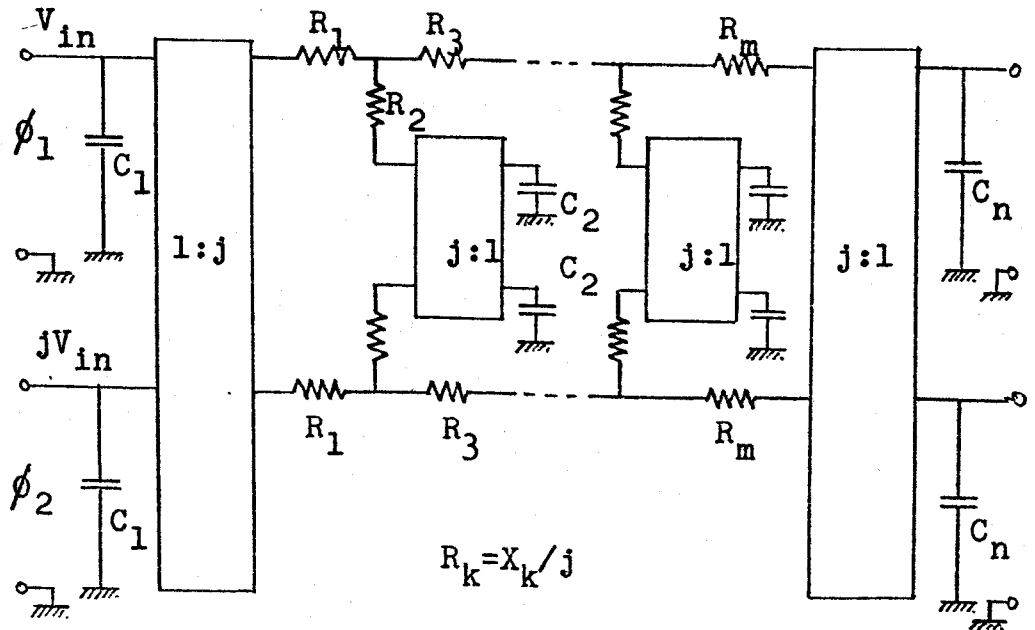 V_in
R_1
R_3
R_m
R_2
ϕ_1
C_1
C_2
C_n
1:j
j:1
j:1
j:1
C_2
jV_in
R_1
R_3
R_m
ϕ_2
C_1
C_n
R_k=X_k/j